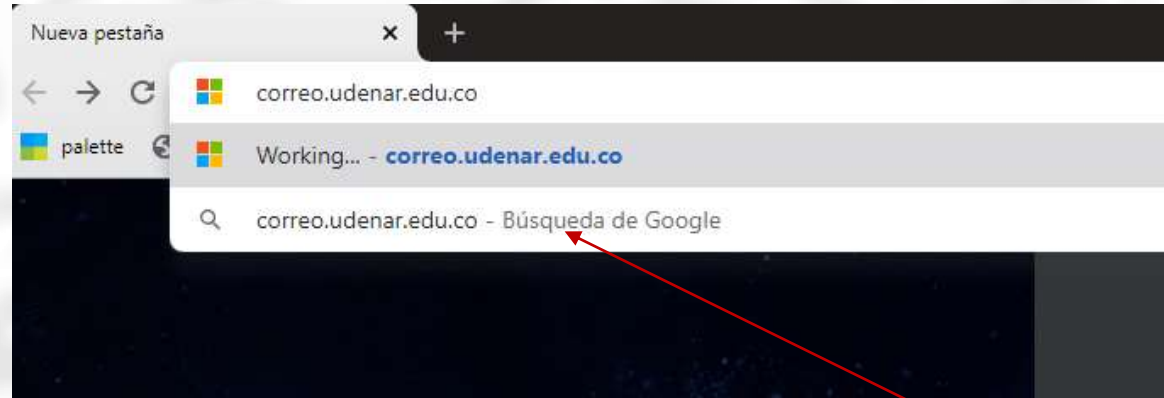 Nueva pestaña
correo.udenar.edu.co
palette
Working... - correo.udenar.edu.co
correo.udenar.edu.co - Búsqueda de Google